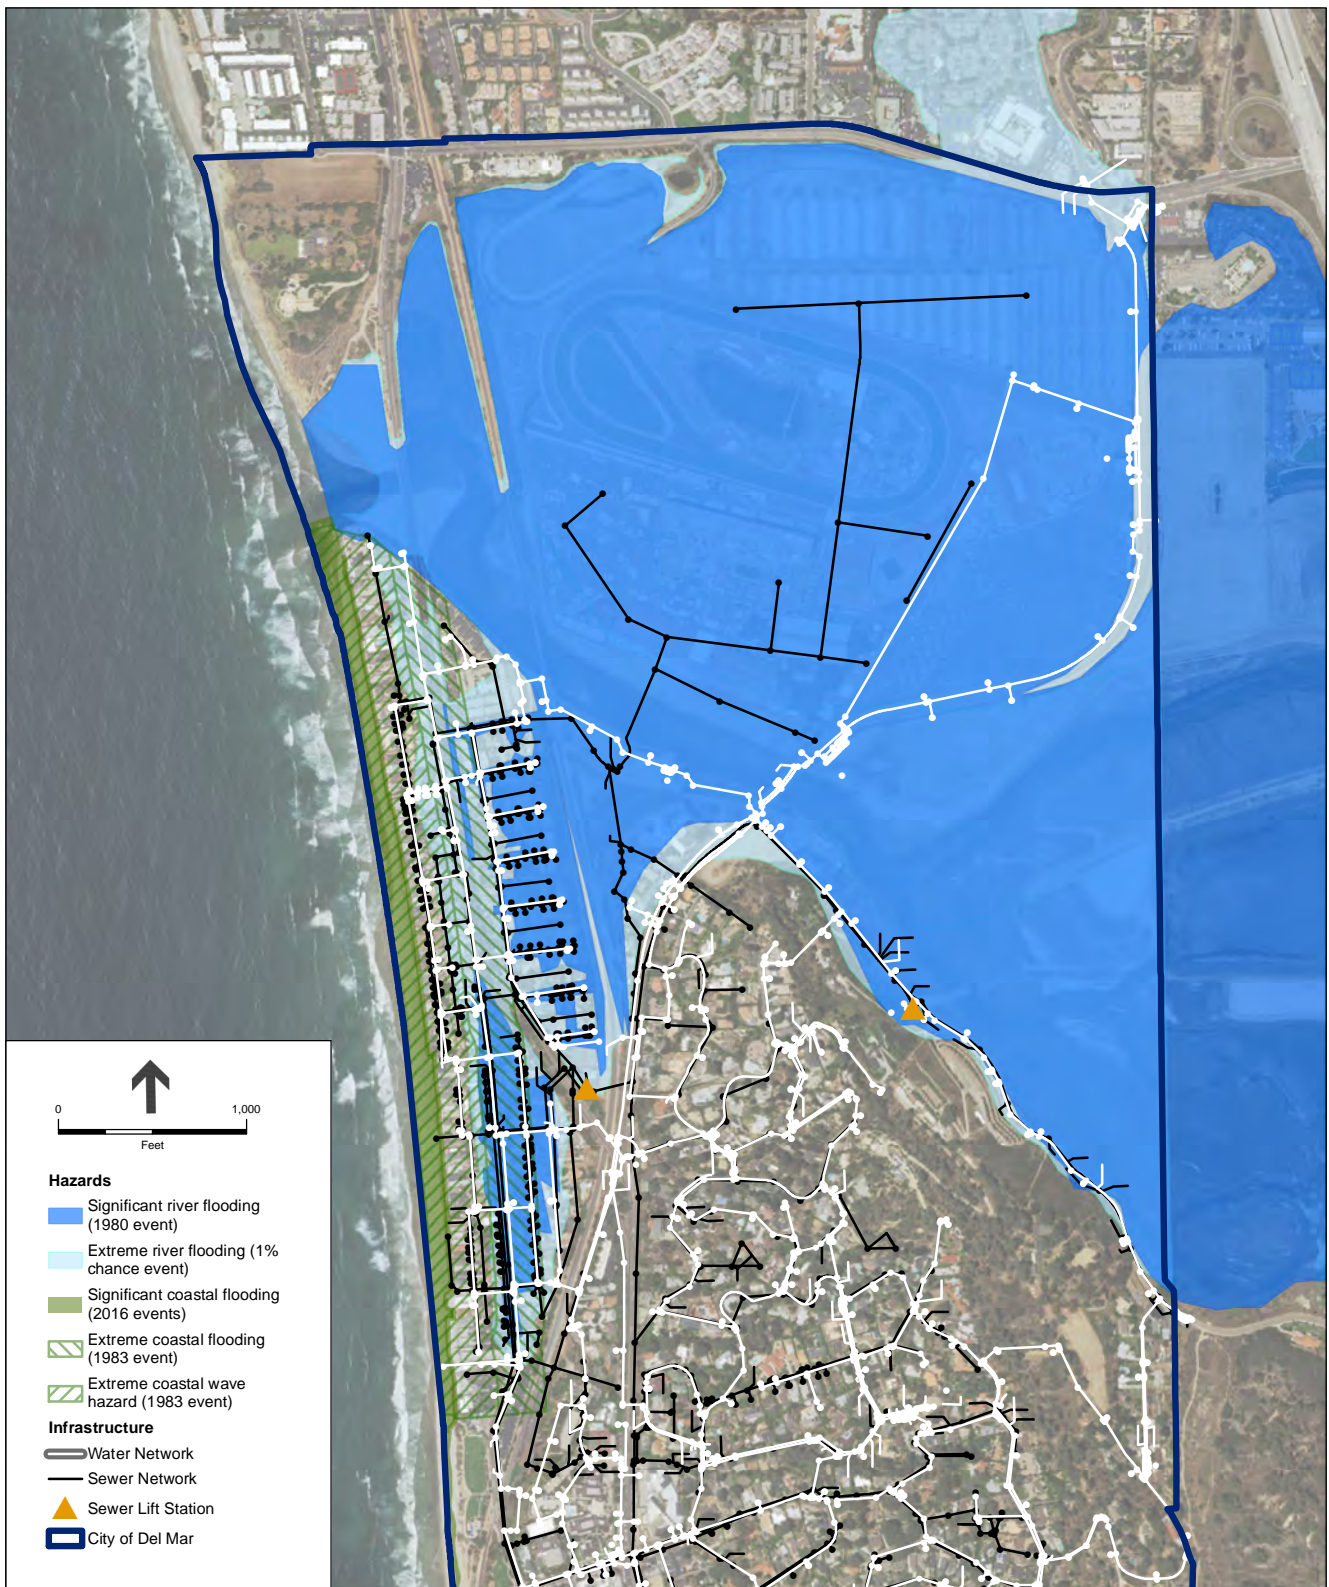 0
1,000
Feet
Hazards
Significant river flooding
(1980 event)
Extreme river flooding (1%
chance event)
Significant coastal flooding
(2016 events)
Extreme coastal flooding
(1983 event)
Extreme coastal wave
hazard (1983 event)
Infrastructure
Water Network
Sewer Network
Sewer Lift Station
City of Del Mar